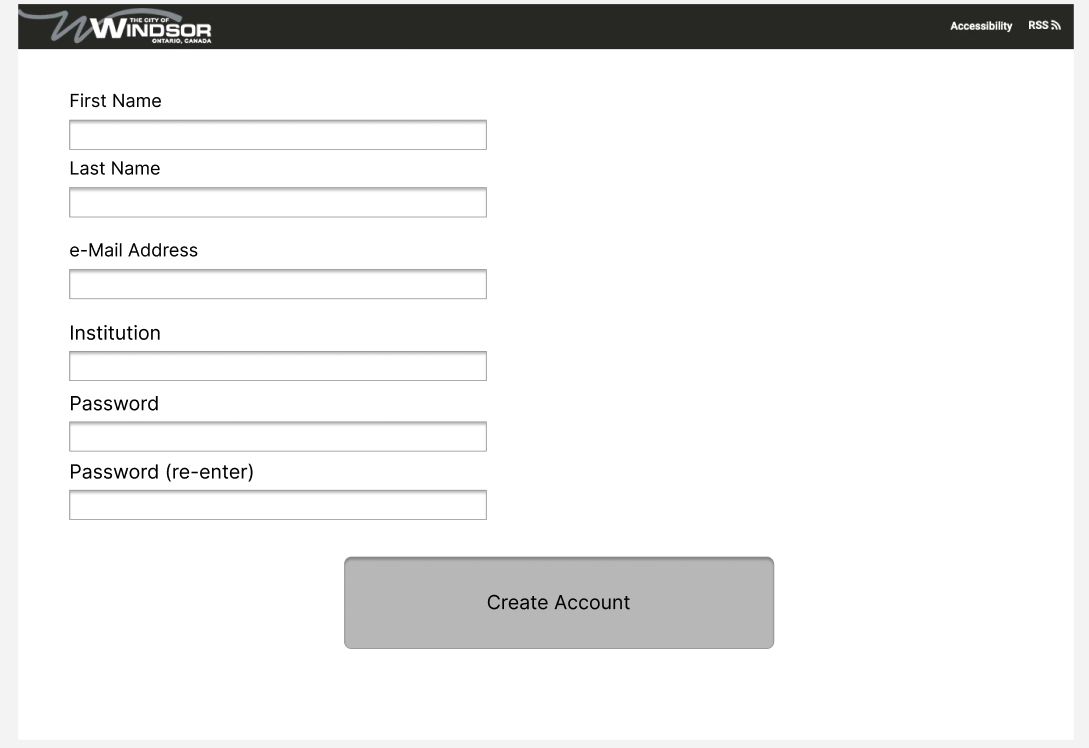 THE CITY OF
WINDSOR
ONTARIO, CANADA
Accessibility RSS
First Name
Last Name
e-Mail Address
Institution
Password
Password (re-enter)
Create Account